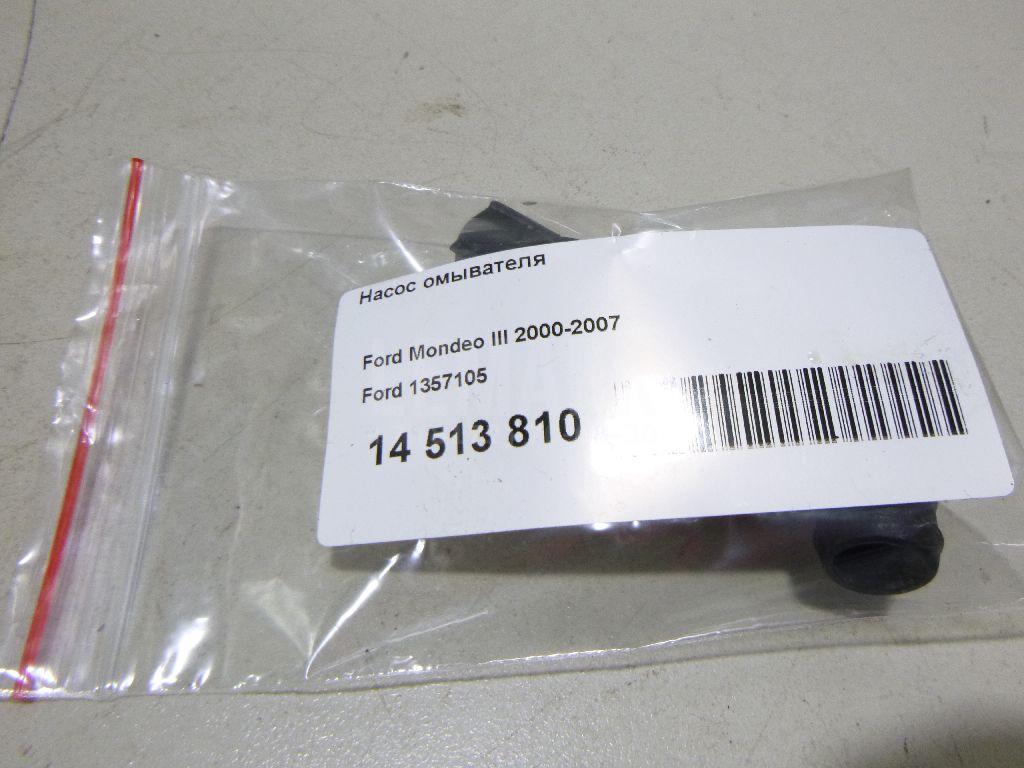 Насос омывателя
Ford Mondeo III 2000-2007
Ford 1357105
14 513 810